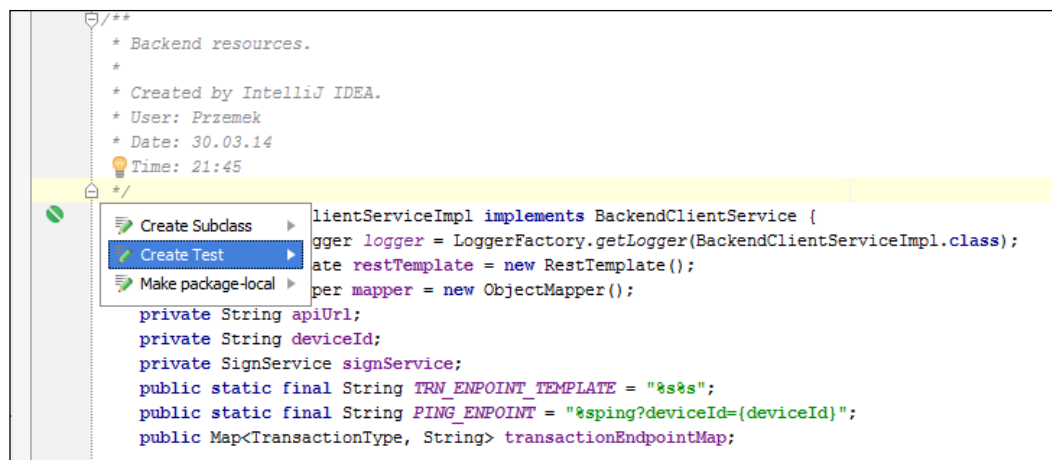 /**
* Backend resources.
*
* Created by IntelliJ IDEA.
* User: Przemek
* Date: 30.03.14
Time: 21:45
*/
lientServiceImpl implements BackendClientService {
Create Subclass
gger logger = LoggerFactory.getLogger(BackendClientServiceImpl.class);
Create Test
ate restTemplate = new RestTemplate();
Make package-local
per mapper = new ObjectMapper();
private String apiUrl;
private String deviceId;
private SignService signService;
public static final String TRN_ENPOINT_TEMPLATE = "%s%s";
public static final String PING_ENPOINT = "%sping?deviceId={deviceId}";
public Map<TransactionType, String> transactionEndpointMap;